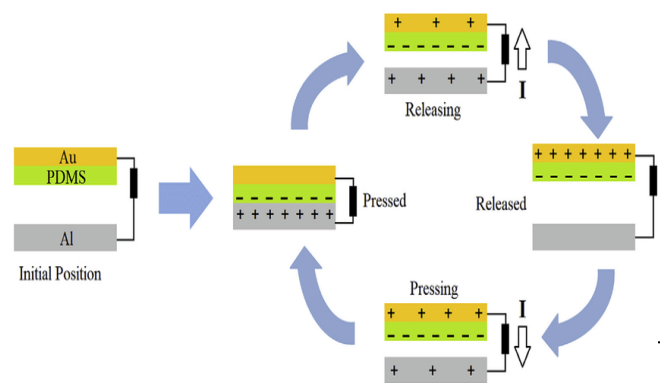 Au
PDMS
Al
Initial Position
- - - - - - -
+ + + + + + +
Pressed
+ + +
- - - - - - -
+ + + +
I
Releasing
+ + + + + + +
- - - - - - -
Released
Pressing
+ + + +
- - - - - - -
+ + +
I